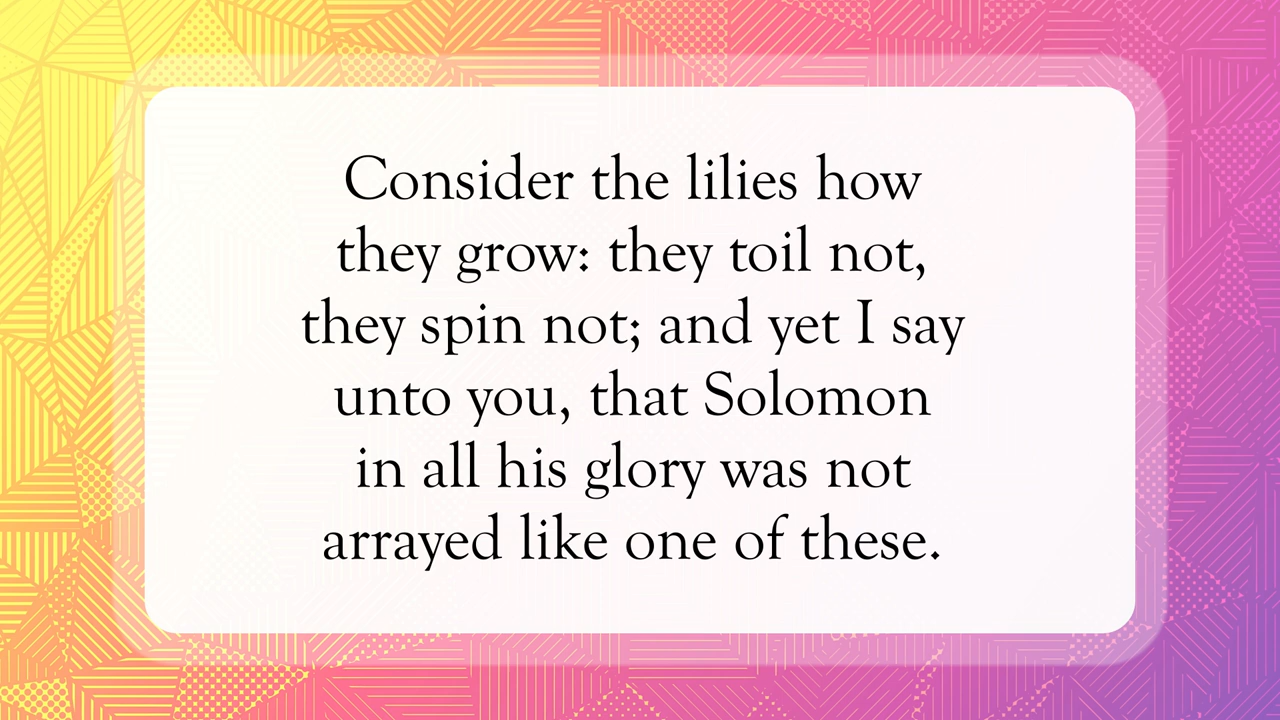 Consider the lilies how
they grow: they toil not,
they spin not; and yet I say
unto you, that Solomon
in all his glory was not
arrayed like one of these.